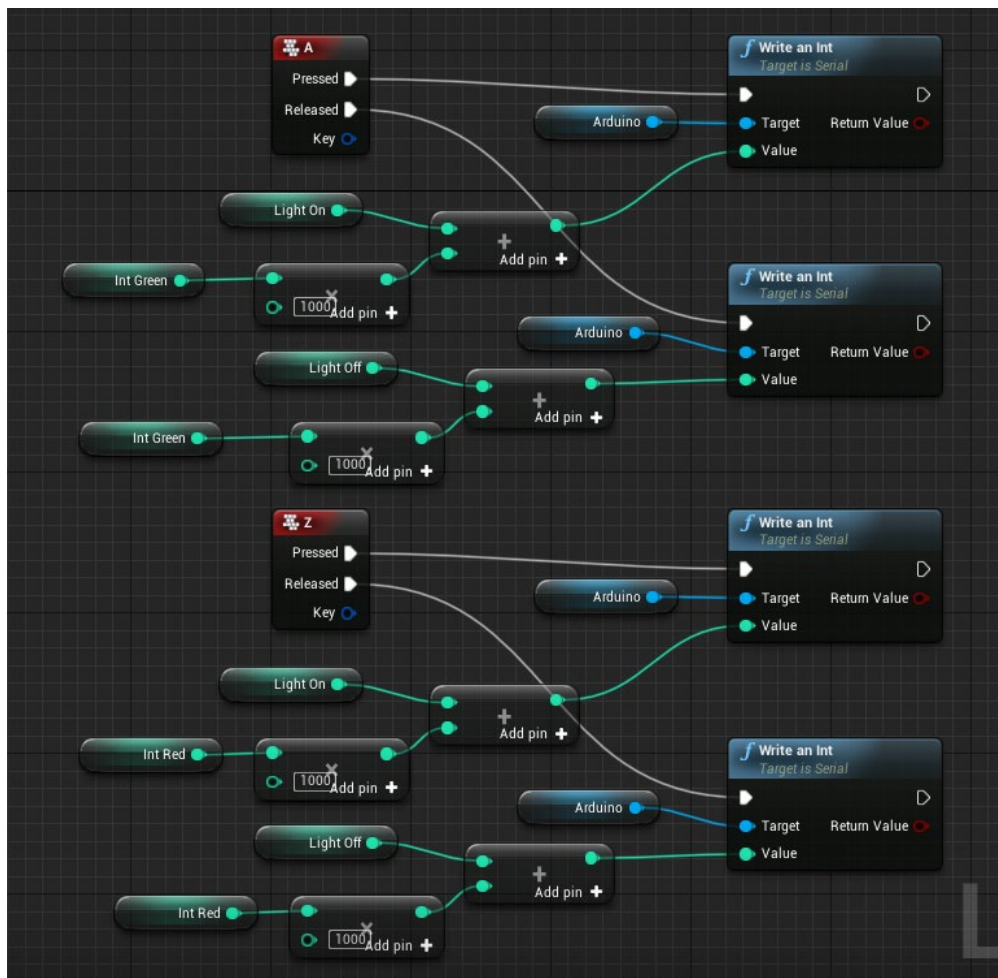 A
Pressed
Released
Key
Write an Int
Target is Serial
Arduino
Target
Return Value
Value
Light On
+
Add pin +
Int Green
×
1000
Add pin +
Write an Int
Target is Serial
Arduino
Target
Return Value
Value
Light Off
+
Add pin +
Int Green
×
1000
Add pin +
Z
Pressed
Released
Key
Write an Int
Target is Serial
Arduino
Target
Return Value
Value
Light On
+
Add pin +
Int Red
×
1000
Add pin +
Write an Int
Target is Serial
Arduino
Target
Return Value
Value
Light Off
+
Add pin +
Int Red
×
1000
Add pin +
L